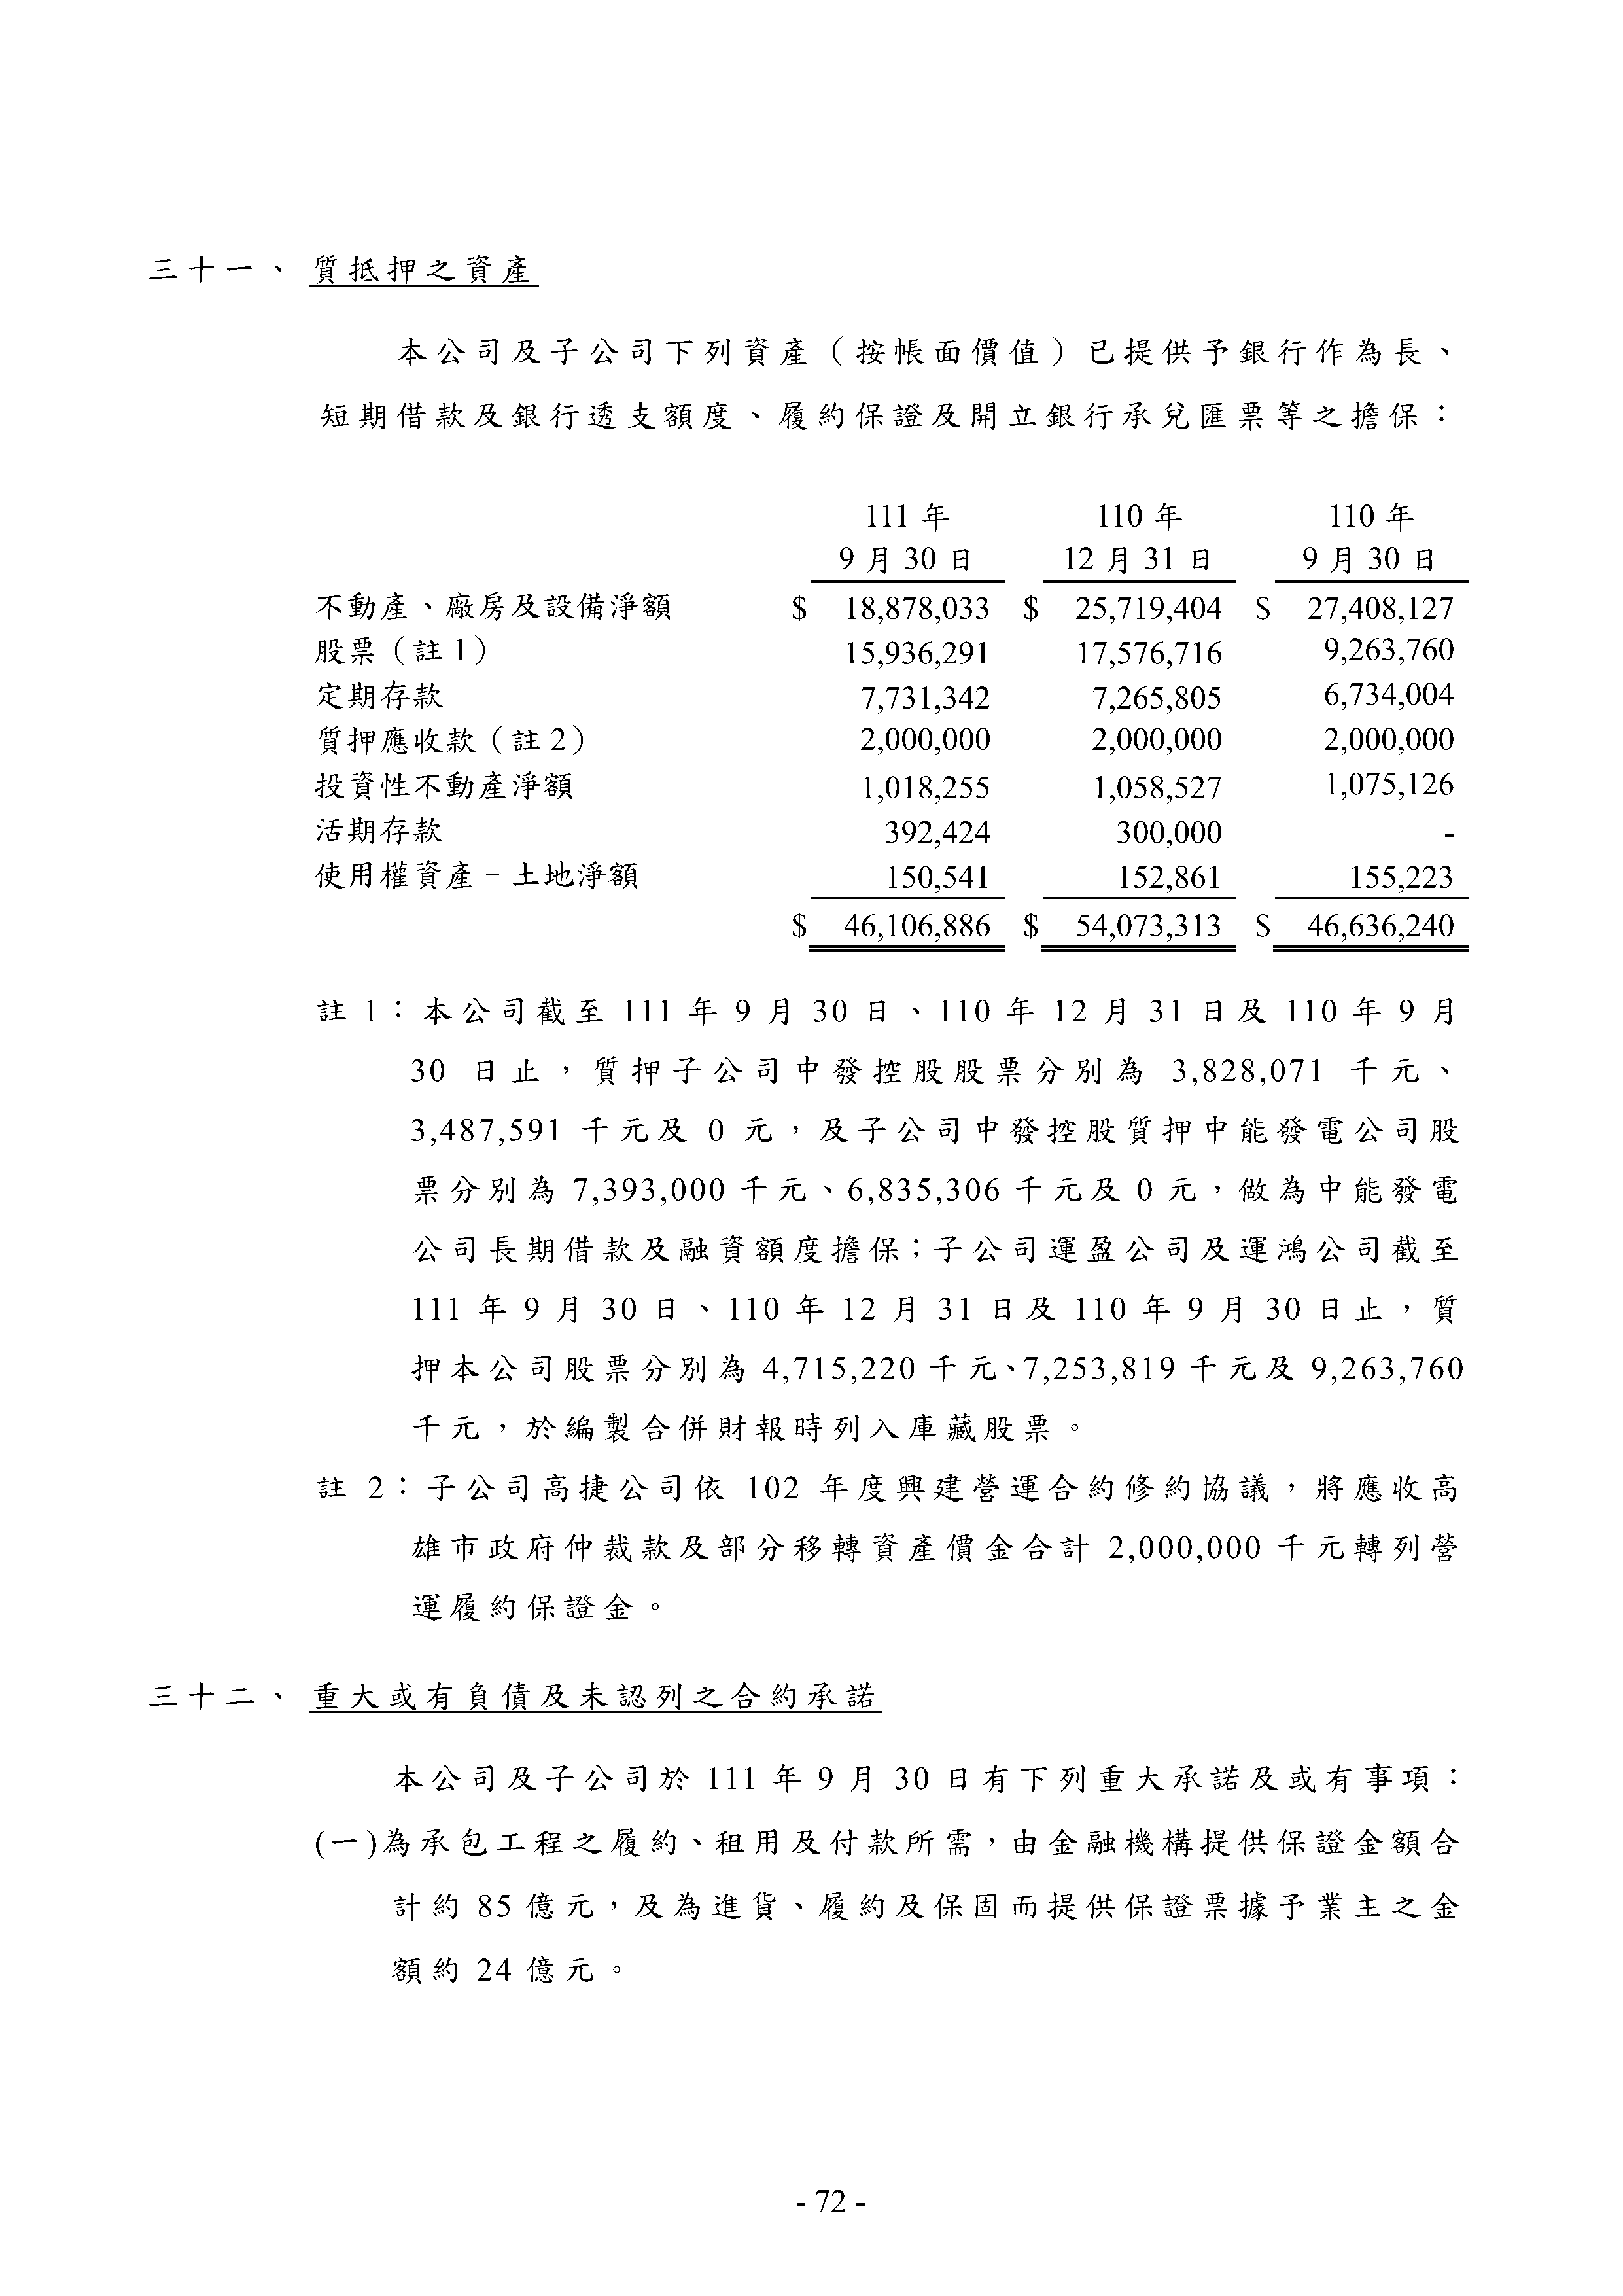 三十一、 質抵押之資產
本公司及子公司下列資產（按帳面價值）已提供予銀行作為長、
短期借款及銀行透支額度、履約保證及開立銀行承兌匯票等之擔保：
111 年 110 年 110 年
9 月 30 日 12 月 31 日 9 月 30 日
不動產、廠房及設備淨額 $ 18,878,033 $ 25,719,404 $ 27,408,127
股票（註 1） 15,936,291 17,576,716 9,263,760
定期存款 7,731,342 7,265,805 6,734,004
質押應收款（註 2） 2,000,000 2,000,000 2,000,000
投資性不動產淨額 1,018,255 1,058,527 1,075,126
活期存款 392,424 300,000 -
使用權資產－土地淨額 150,541 152,861 155,223
$ 46,106,886 $ 54,073,313 $ 46,636,240
註 1：本公司截至 111 年 9 月 30 日、110 年 12 月 31 日及 110 年 9 月
30 日止，質押子公司中發控股股票分別為 3,828,071 千元、
3,487,591 千元及 0 元，及子公司中發控股質押中能發電公司股
票分別為 7,393,000 千元、6,835,306 千元及 0 元，做為中能發電
公司長期借款及融資額度擔保；子公司運盈公司及運鴻公司截至
111 年 9 月 30 日、110 年 12 月 31 日及 110 年 9 月 30 日止，質
押本公司股票分別為 4,715,220 千元、7,253,819 千元及 9,263,760
千元，於編製合併財報時列入庫藏股票。
註 2：子公司高捷公司依 102 年度興建營運合約修約協議，將應收高
雄市政府仲裁款及部分移轉資產價金合計 2,000,000 千元轉列營
運履約保證金。
三十二、 重大或有負債及未認列之合約承諾
本公司及子公司於 111 年 9 月 30 日有下列重大承諾及或有事項：
(一)為承包工程之履約、租用及付款所需，由金融機構提供保證金額合
計約 85 億元，及為進貨、履約及保固而提供保證票據予業主之金
額約 24 億元。
- 72 -